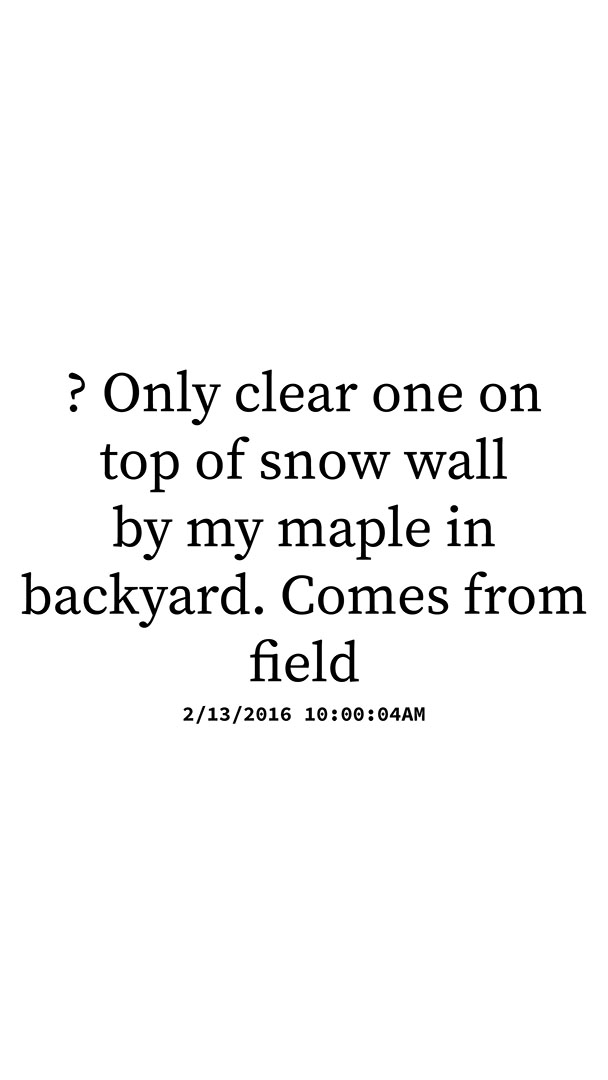 ? Only clear one on
top of snow wall
by my maple in
backyard. Comes from
field
2/13/2016 10:00:04AM